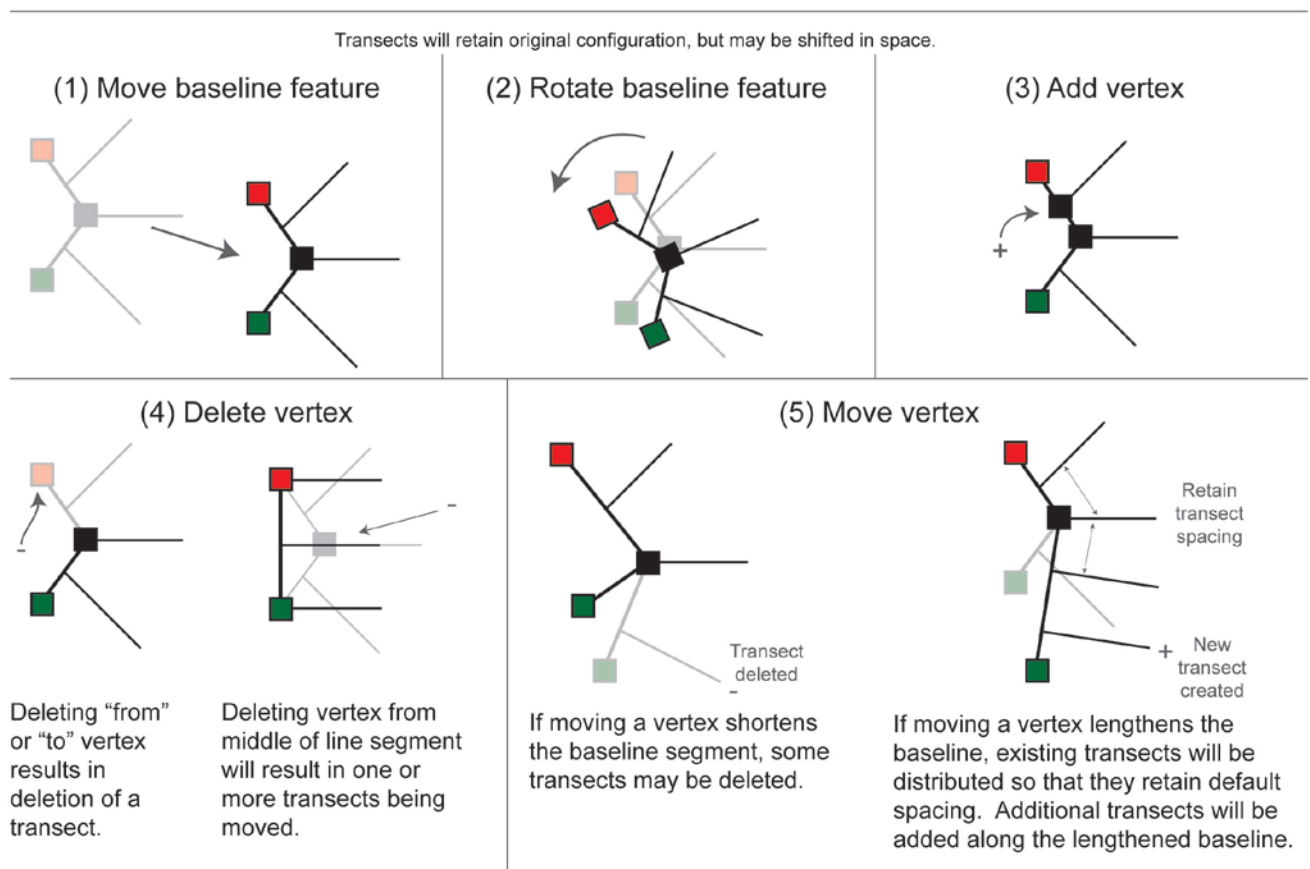 Transects will retain original configuration, but may be shifted in space.
(1) Move baseline feature
(2) Rotate baseline feature
(3) Add vertex
+
(4) Delete vertex
-
-
Deleting “from”
or “to” vertex
results in
deletion of a
transect.
Deleting vertex from
middle of line segment
will result in one or
more transects being
moved.
(5) Move vertex
Transect
deleted
-
If moving a vertex shortens
the baseline segment, some
transects may be deleted.
Retain
transect
spacing
+
New
transect
created
If moving a vertex lengthens the
baseline, existing transects will be
distributed so that they retain default
spacing.  Additional transects will be
added along the lengthened baseline.